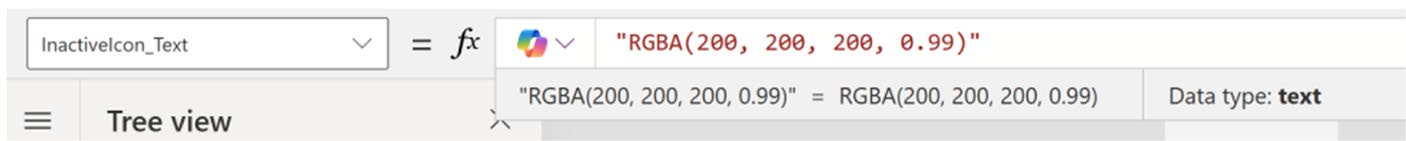 InactiveIcon_Text = fx "RGBA(200, 200, 200, 0.99)"
"RGBA(200, 200, 200, 0.99)" = RGBA(200, 200, 200, 0.99) Data type: text
Tree view